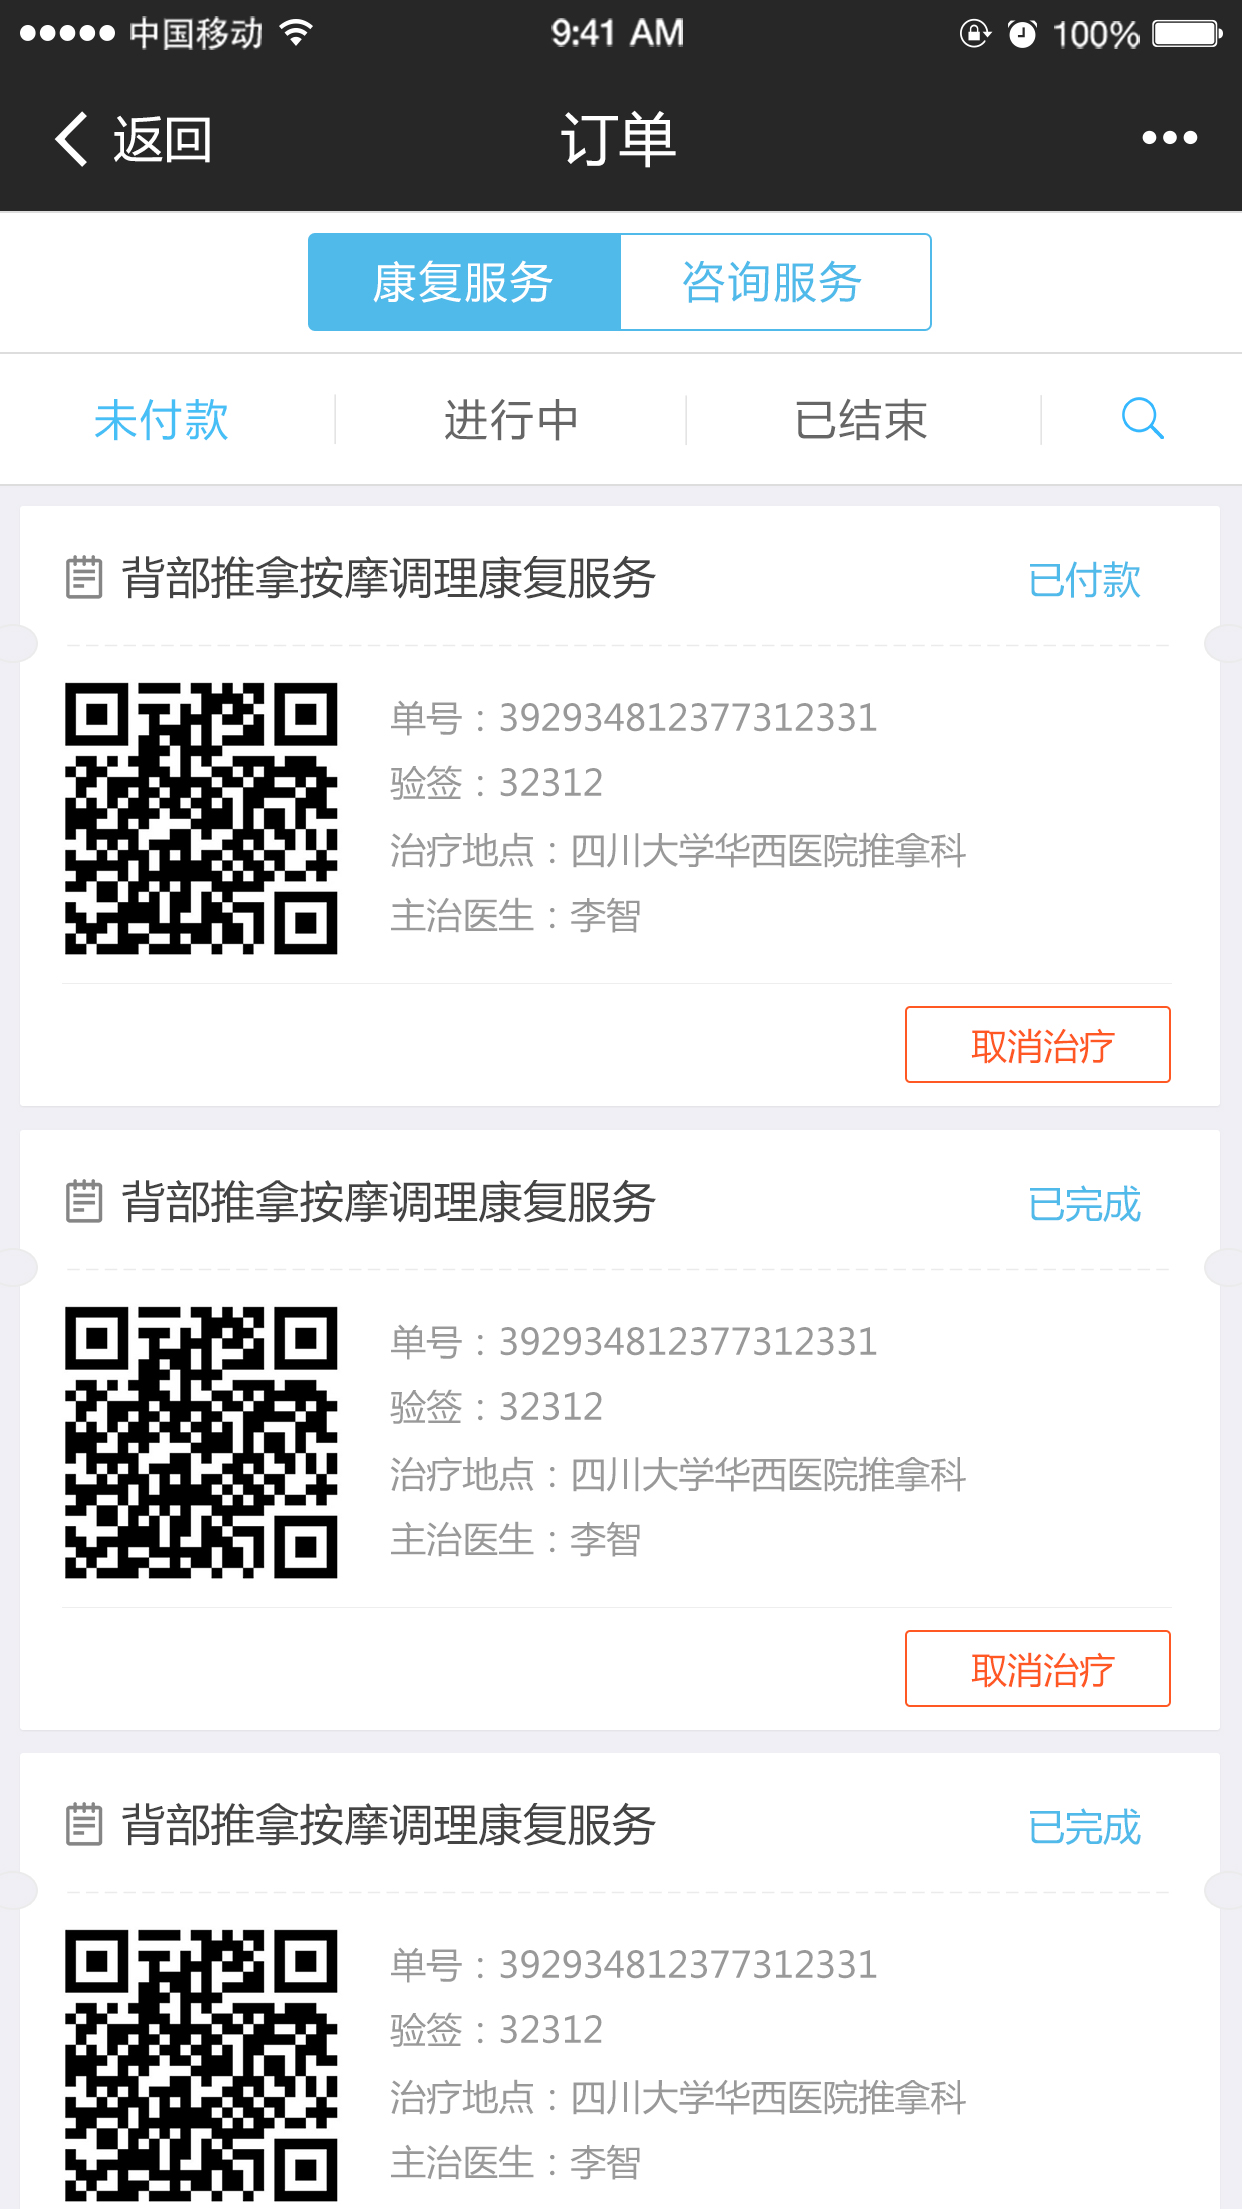 中国移动 9:41 AM 100%
返回 订单
康复服务 咨询服务
未付款 进行中 已结束
背部推拿按摩调理康复服务 已付款
单号：392934812377312331
验签：32312
治疗地点：四川大学华西医院推拿科
主治医生：李智
取消治疗
背部推拿按摩调理康复服务 已完成
单号：392934812377312331
验签：32312
治疗地点：四川大学华西医院推拿科
主治医生：李智
取消治疗
背部推拿按摩调理康复服务 已完成
单号：392934812377312331
验签：32312
治疗地点：四川大学华西医院推拿科
主治医生：李智